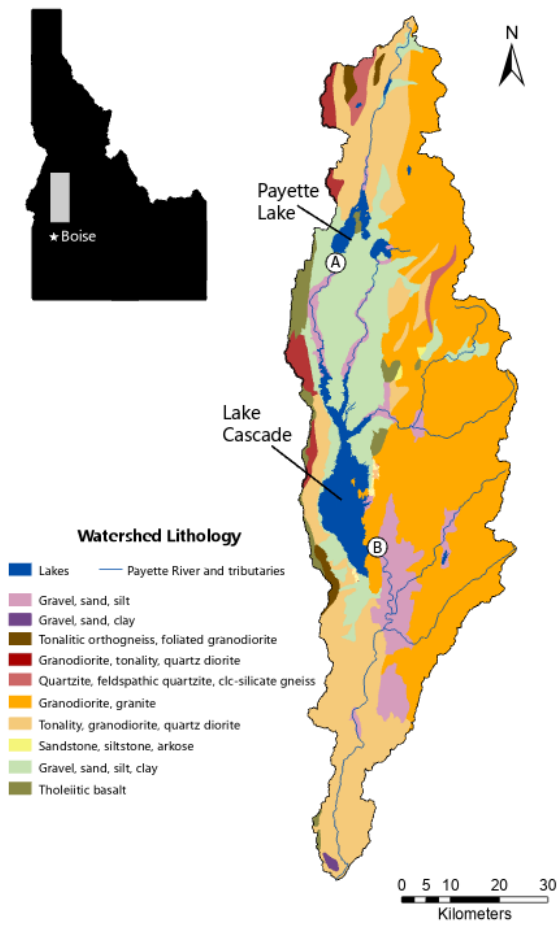 N
Boise
Payette
Lake
A
Lake
Cascade
B
Watershed Lithology
Lakes
Payette River and tributaries
Gravel, sand, silt
Gravel, sand, clay
Tonalitic orthogneiss, foliated granodiorite
Granodiorite, tonality, quartz diorite
Quartzite, feldspathic quartzite, clc-silicate gneiss
Granodiorite, granite
Tonality, granodiorite, quartz diorite
Sandstone, siltstone, arkose
Gravel, sand, silt, clay
Tholeiitic basalt
0 5 10 20 30
Kilometers